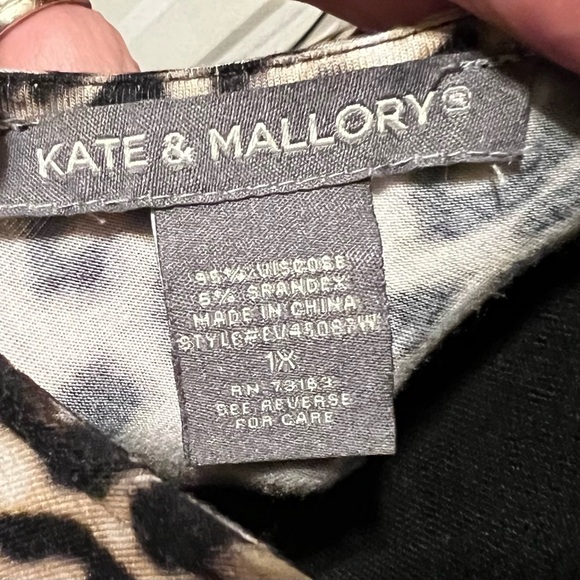 KATE & MALLORY®
95% VISCOSE
5% SPANDEX
MADE IN CHINA
1X
RN 73163
SEE REVERSE
FOR CARE